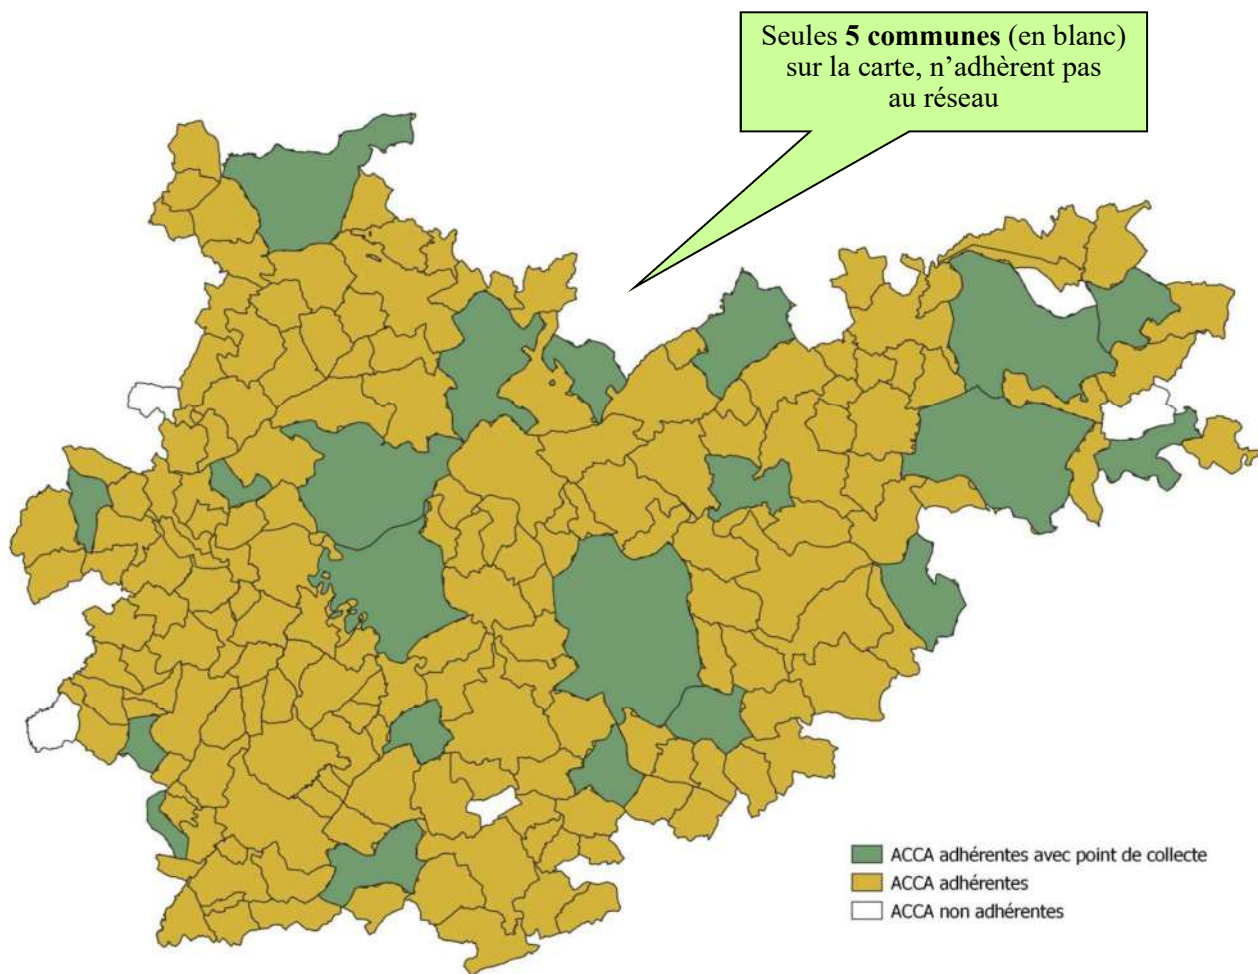 Seules 5 communes (en blanc)
sur la carte, n’adhèrent pas
au réseau
ACCA adhérentes avec point de collecte
ACCA adhérentes
ACCA non adhérentes